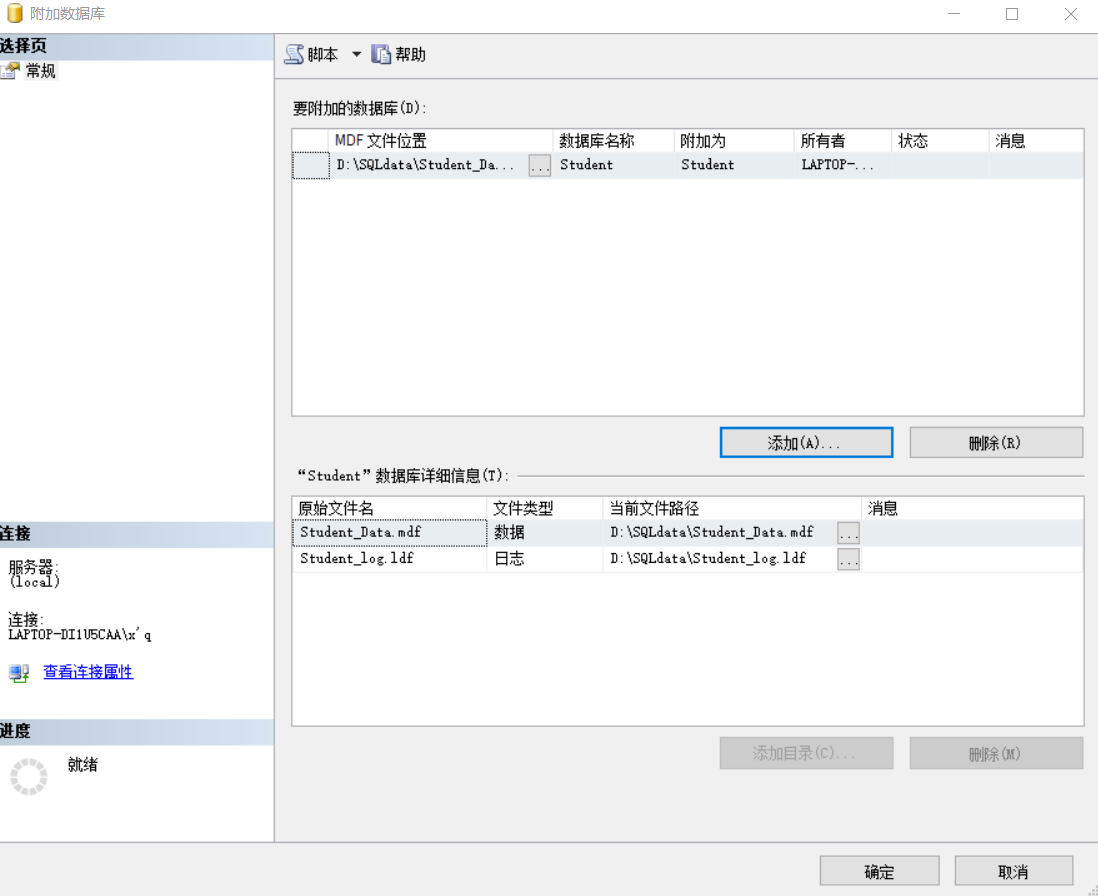 附加数据库
选择页
常规
脚本 帮助
要附加的数据库(D):
MDF 文件位置 数据库名称 附加为 所有者 状态 消息
D:\SQLdata\Student_Da... ... Student Student LAPTOP-...
添加(A)... 删除(R)
“Student”数据库详细信息(T):
原始文件名 文件类型 当前文件路径 消息
Student_Data.mdf 数据 D:\SQLdata\Student_Data.mdf ...
Student_log.ldf 日志 D:\SQLdata\Student_log.ldf ...
添加目录(C)... 删除(M)
连接
服务器:
(local)
连接:
LAPTOP-DI1U5CAA\x'q
查看连接属性
进度
就绪
确定 取消